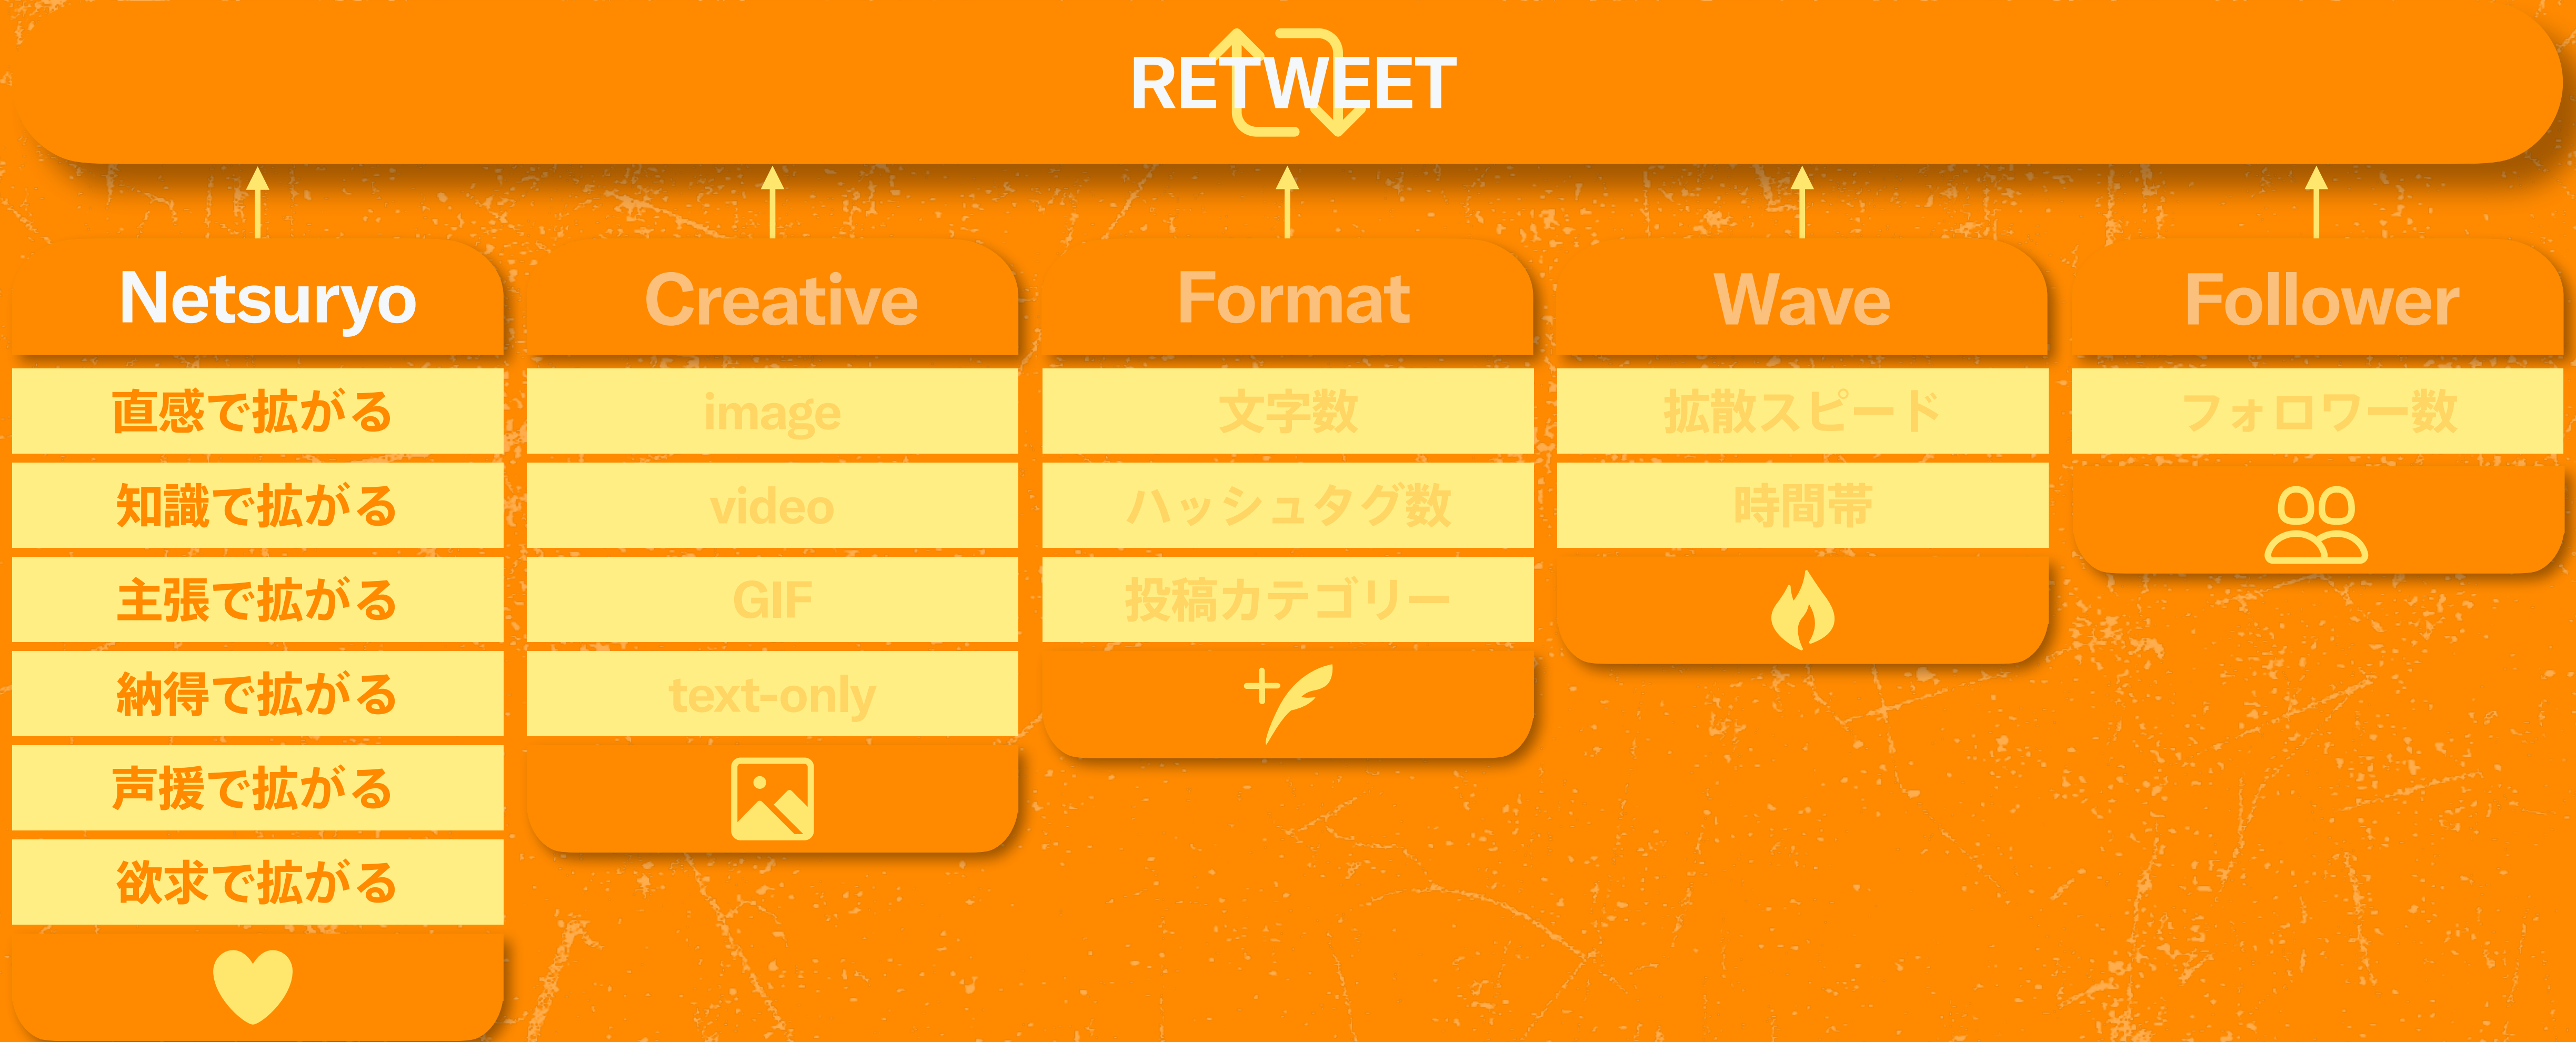 RETWEET
Netsuryo
直感で拡がる
知識で拡がる
主張で拡がる
納得で拡がる
声援で拡がる
欲求で拡がる
Creative
image
video
GIF
text-only
Format
文字数
ハッシュタグ数
投稿カテゴリー
Wave
拡散スピード
時間帯
Follower
フォロワー数